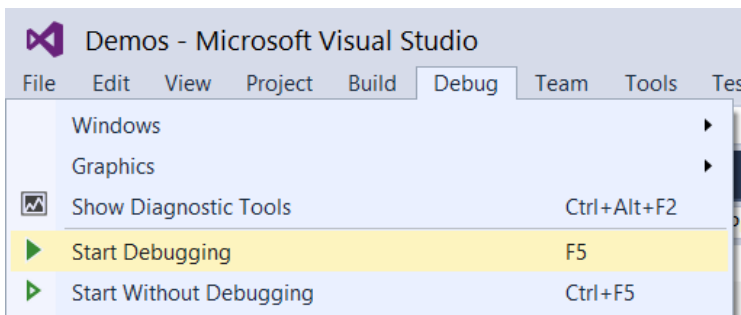 Demos - Microsoft Visual Studio
File Edit View Project Build Debug Team Tools
Windows
Graphics
Show Diagnostic Tools Ctrl+Alt+F2
Start Debugging F5
Start Without Debugging Ctrl+F5